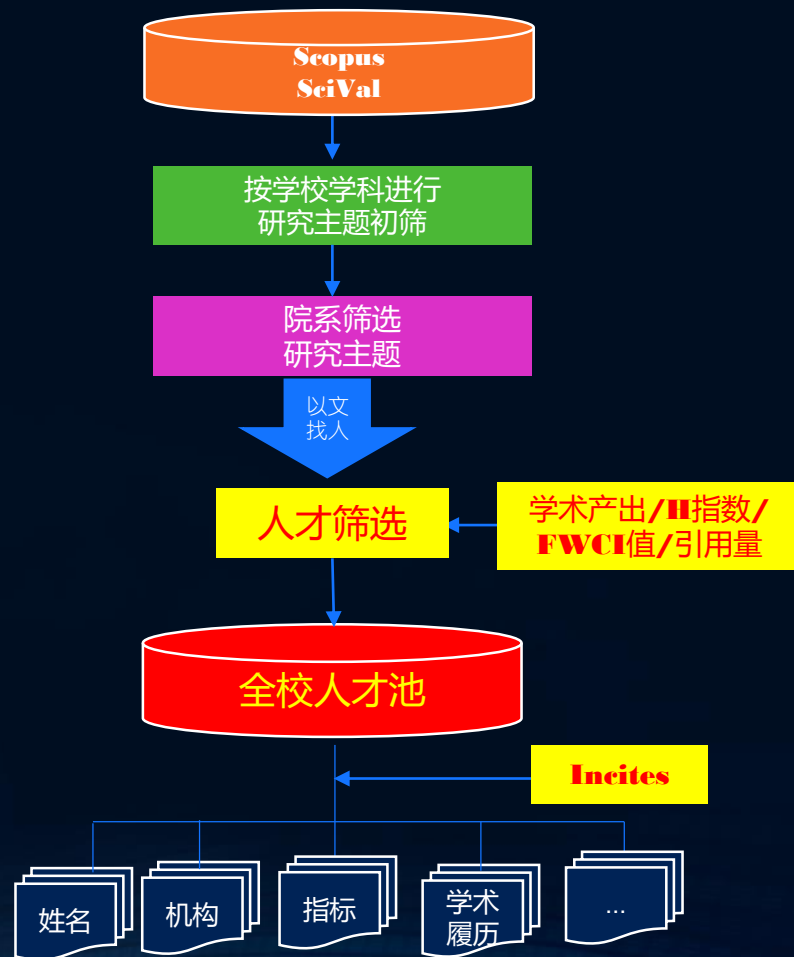 Scopus
SciVal
按学校学科进行
研究主题初筛
院系筛选
研究主题
以文
找人
人才筛选
学术产出/H指数/
FWCI值/引用量
全校人才池
Incites
姓名
机构
指标
学术
履历
...